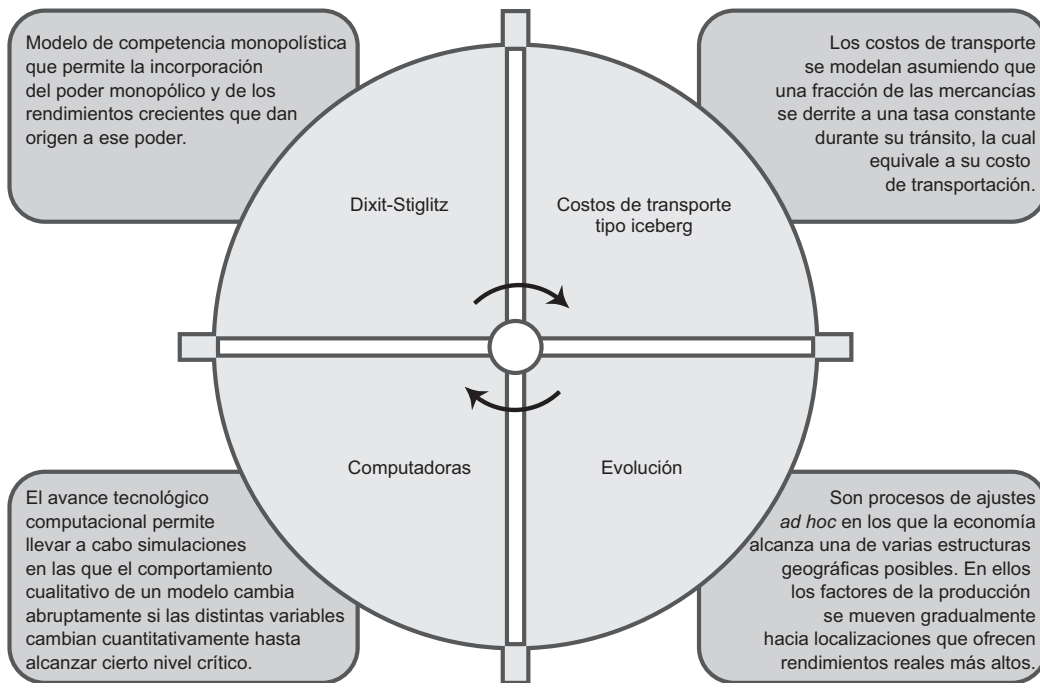 Modelo de competencia monopolística
que permite la incorporación
del poder monopólico y de los
rendimientos crecientes que dan
origen a ese poder.
Los costos de transporte
se modelan asumiendo que
una fracción de las mercancías
se derrite a una tasa constante
durante su tránsito, la cual
equivale a su costo
de transportación.
Dixit-Stiglitz
Costos de transporte
tipo iceberg
Computadoras
Evolución
El avance tecnológico
computacional permite
llevar a cabo simulaciones
en las que el comportamiento
cualitativo de un modelo cambia
abruptamente si las distintas variables
cambian cuantitativamente hasta
alcanzar cierto nivel crítico.
Son procesos de ajustes
ad hoc en los que la economía
alcanza una de varias estructuras
geográficas posibles. En ellos
los factores de la producción
se mueven gradualmente
hacia localizaciones que ofrecen
rendimientos reales más altos.